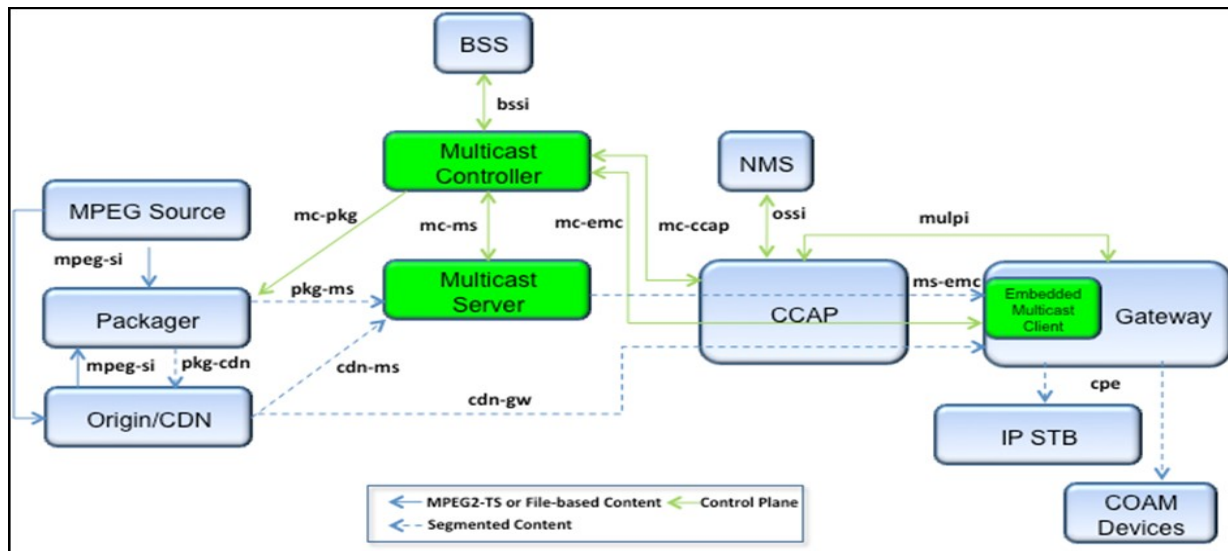 BSS
bssi
Multicast
Controller
NMS
MPEG Source
mc-pkg
mc-ms
mc-emc
mc-ccap
ossi
mulpi
mpeg-si
pkg-ms
Multicast
Server
ms-emc
Packager
CCAP
Embedded
Multicast
Client
Gateway
mpeg-si
pkg-cdn
cdn-ms
cpe
Origin/CDN
cdn-gw
IP STB
MPEG2-TS or File-based Content
Control Plane
Segmented Content
COAM
Devices